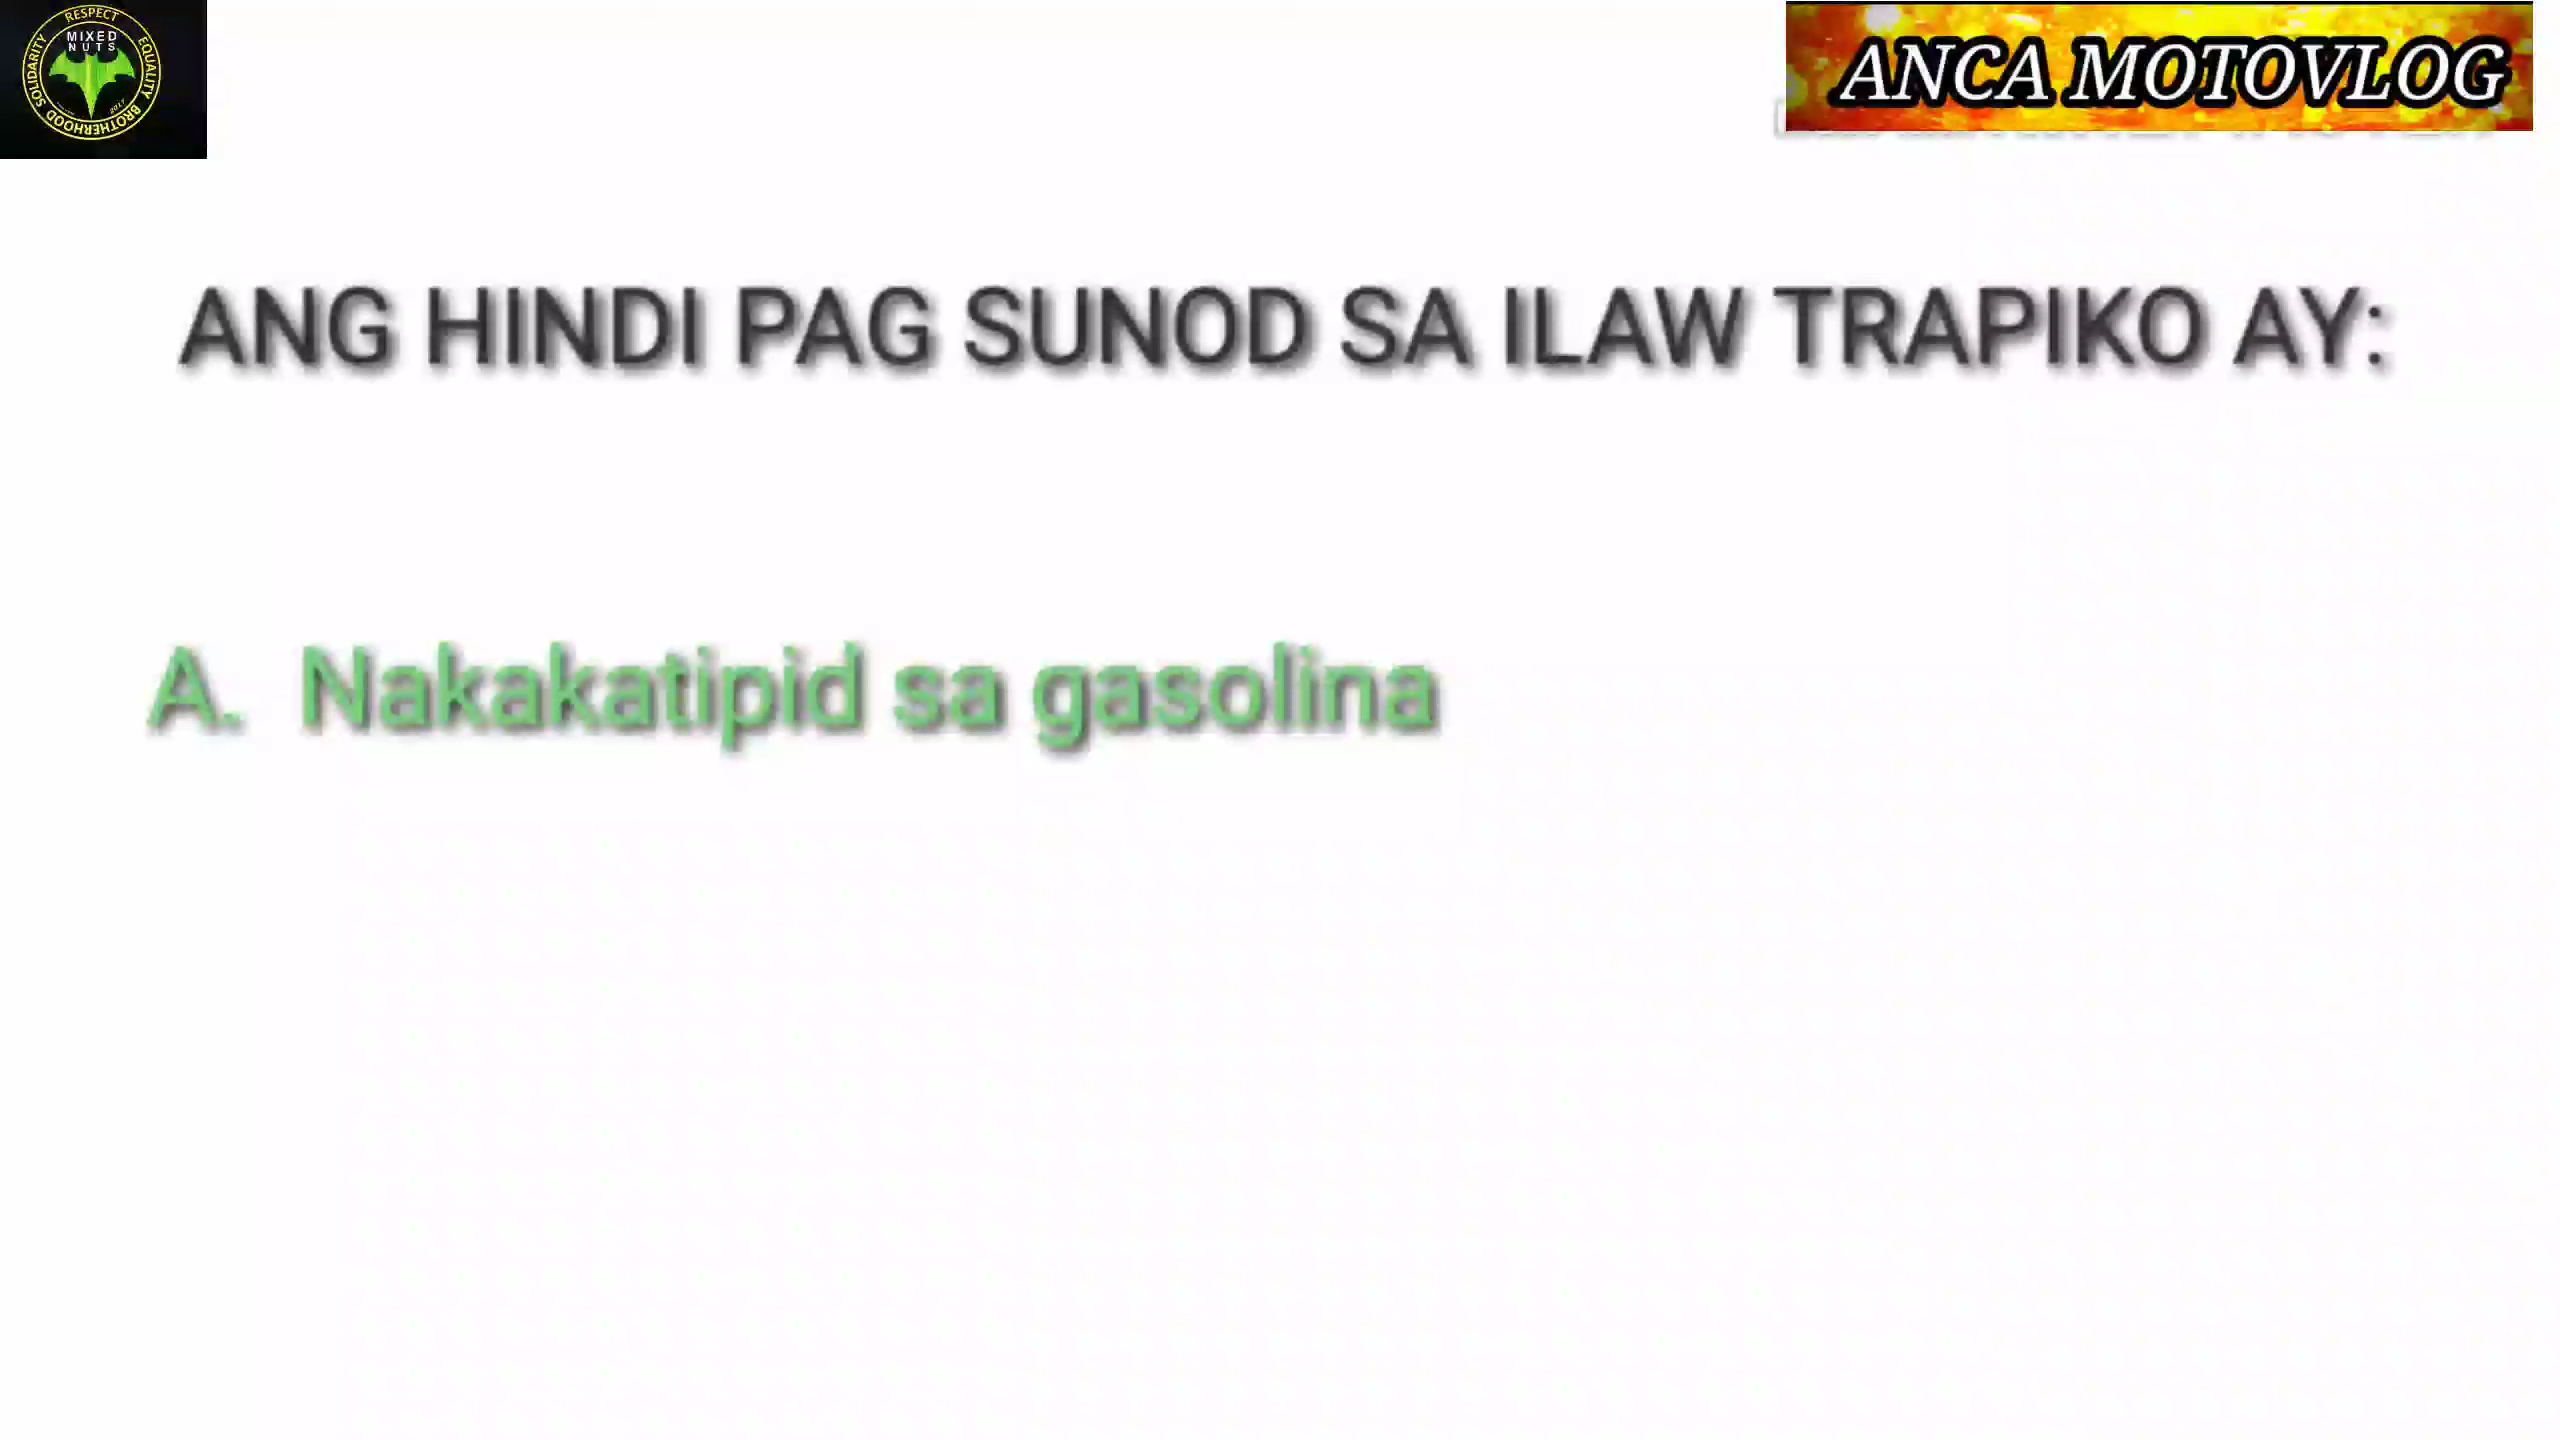 RESPECT
EQUALITY
BROTHERHOOD
SOLIDARITY
MIXED
NUTS
2017
ANCA MOTOVLOG
ANG HINDI PAG SUNOD SA ILAW TRAPIKO AY:
A. Nakakatipid sa gasolina